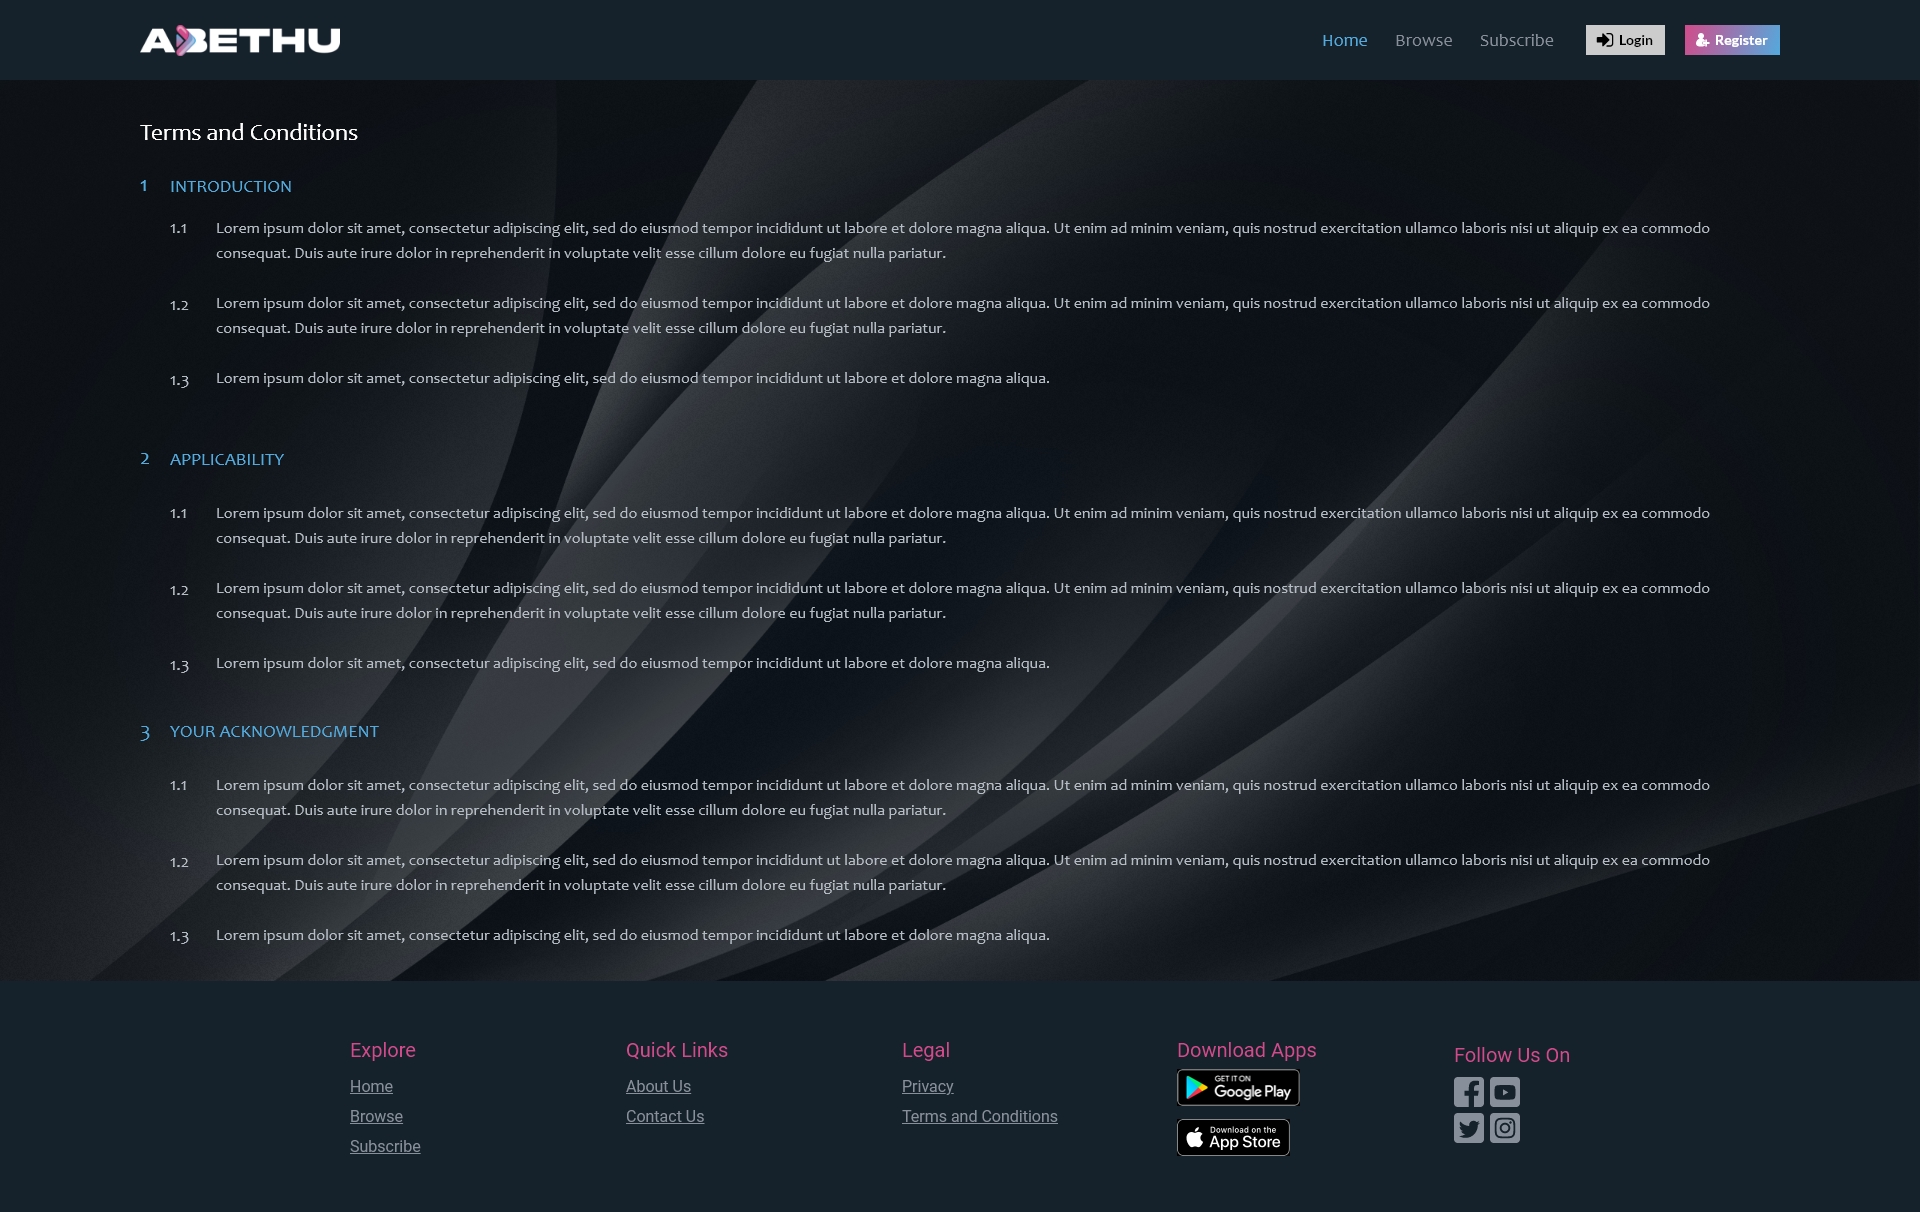 ABETHU
Home Browse Subscribe Login Register
Terms and Conditions
1 INTRODUCTION
1.1 Lorem ipsum dolor sit amet, consectetur adipiscing elit, sed do eiusmod tempor incididunt ut labore et dolore magna aliqua. Ut enim ad minim veniam, quis nostrud exercitation ullamco laboris nisi ut aliquip ex ea commodo
consequat. Duis aute irure dolor in reprehenderit in voluptate velit esse cillum dolore eu fugiat nulla pariatur.
1.2 Lorem ipsum dolor sit amet, consectetur adipiscing elit, sed do eiusmod tempor incididunt ut labore et dolore magna aliqua. Ut enim ad minim veniam, quis nostrud exercitation ullamco laboris nisi ut aliquip ex ea commodo
consequat. Duis aute irure dolor in reprehenderit in voluptate velit esse cillum dolore eu fugiat nulla pariatur.
1.3 Lorem ipsum dolor sit amet, consectetur adipiscing elit, sed do eiusmod tempor incididunt ut labore et dolore magna aliqua.
2 APPLICABILITY
1.1 Lorem ipsum dolor sit amet, consectetur adipiscing elit, sed do eiusmod tempor incididunt ut labore et dolore magna aliqua. Ut enim ad minim veniam, quis nostrud exercitation ullamco laboris nisi ut aliquip ex ea commodo
consequat. Duis aute irure dolor in reprehenderit in voluptate velit esse cillum dolore eu fugiat nulla pariatur.
1.2 Lorem ipsum dolor sit amet, consectetur adipiscing elit, sed do eiusmod tempor incididunt ut labore et dolore magna aliqua. Ut enim ad minim veniam, quis nostrud exercitation ullamco laboris nisi ut aliquip ex ea commodo
consequat. Duis aute irure dolor in reprehenderit in voluptate velit esse cillum dolore eu fugiat nulla pariatur.
1.3 Lorem ipsum dolor sit amet, consectetur adipiscing elit, sed do eiusmod tempor incididunt ut labore et dolore magna aliqua.
3 YOUR ACKNOWLEDGMENT
1.1 Lorem ipsum dolor sit amet, consectetur adipiscing elit, sed do eiusmod tempor incididunt ut labore et dolore magna aliqua. Ut enim ad minim veniam, quis nostrud exercitation ullamco laboris nisi ut aliquip ex ea commodo
consequat. Duis aute irure dolor in reprehenderit in voluptate velit esse cillum dolore eu fugiat nulla pariatur.
1.2 Lorem ipsum dolor sit amet, consectetur adipiscing elit, sed do eiusmod tempor incididunt ut labore et dolore magna aliqua. Ut enim ad minim veniam, quis nostrud exercitation ullamco laboris nisi ut aliquip ex ea commodo
consequat. Duis aute irure dolor in reprehenderit in voluptate velit esse cillum dolore eu fugiat nulla pariatur.
1.3 Lorem ipsum dolor sit amet, consectetur adipiscing elit, sed do eiusmod tempor incididunt ut labore et dolore magna aliqua.
Explore
Home
Browse
Subscribe
Quick Links
About Us
Contact Us
Legal
Privacy
Terms and Conditions
Download Apps
GET IT ON
Google Play
Download on the
App Store
Follow Us On